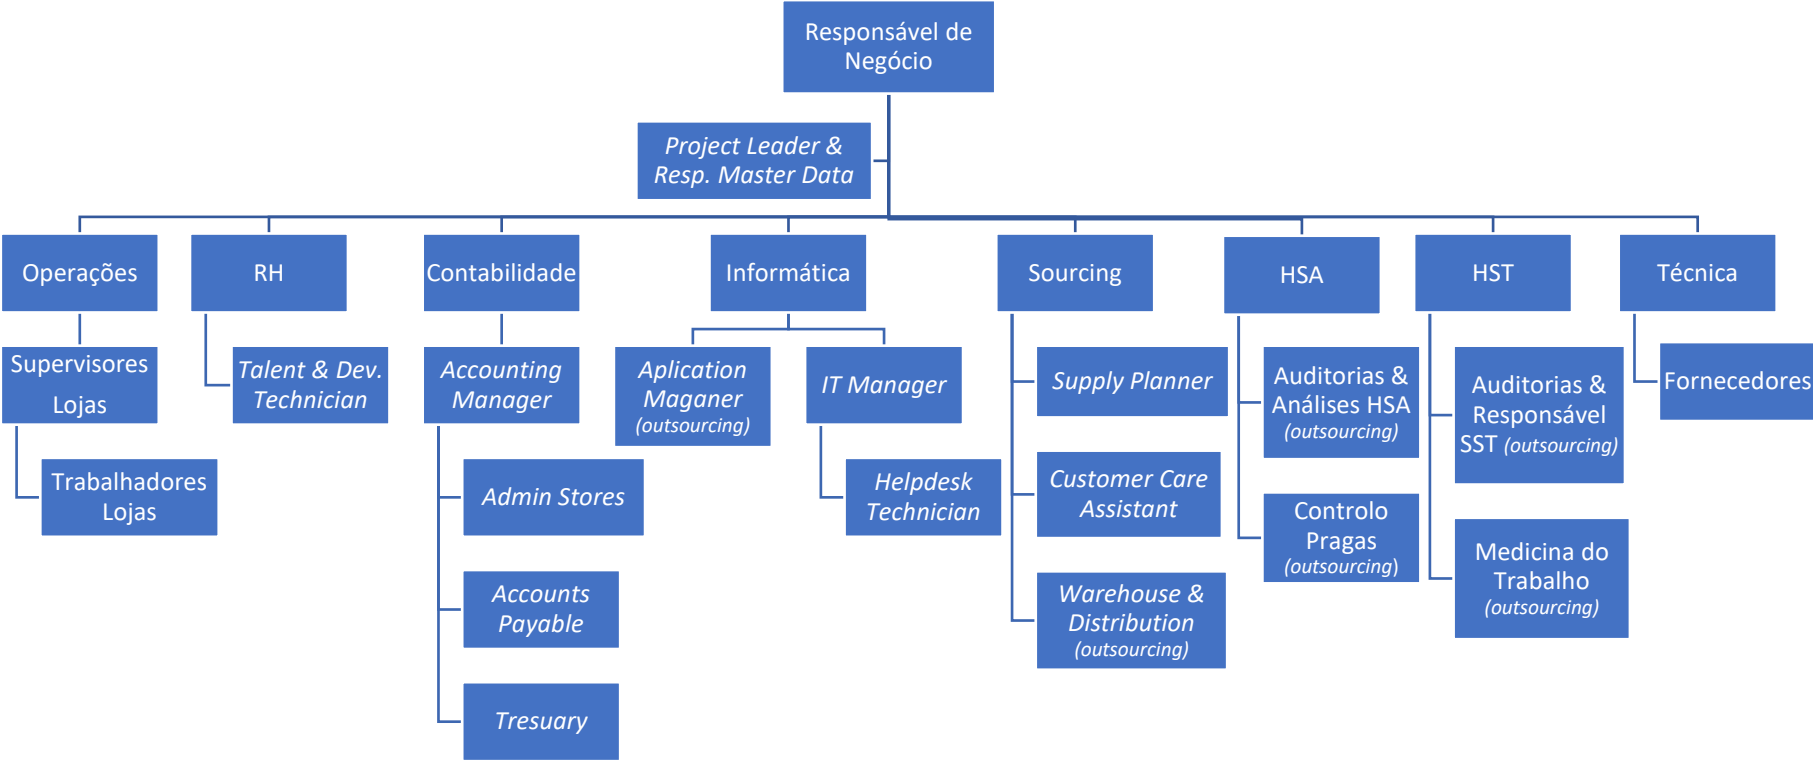 Responsável de
Negócio
Project Leader &
Resp. Master Data
Operações
RH
Contabilidade
Informática
Sourcing
HSA
HST
Técnica
Supervisores
Lojas
Trabalhadores
Lojas
Talent & Dev.
Technician
Accounting
Manager
Admin Stores
Accounts
Payable
Tresuary
Aplication
Maganer
(outsourcing)
IT Manager
Helpdesk
Technician
Supply Planner
Customer Care
Assistant
Warehouse &
Distribution
(outsourcing)
Auditorias &
Análises HSA
(outsourcing)
Controlo
Pragas
(outsourcing)
Auditorias &
Responsável
SST (outsourcing)
Medicina do
Trabalho
(outsourcing)
Fornecedores